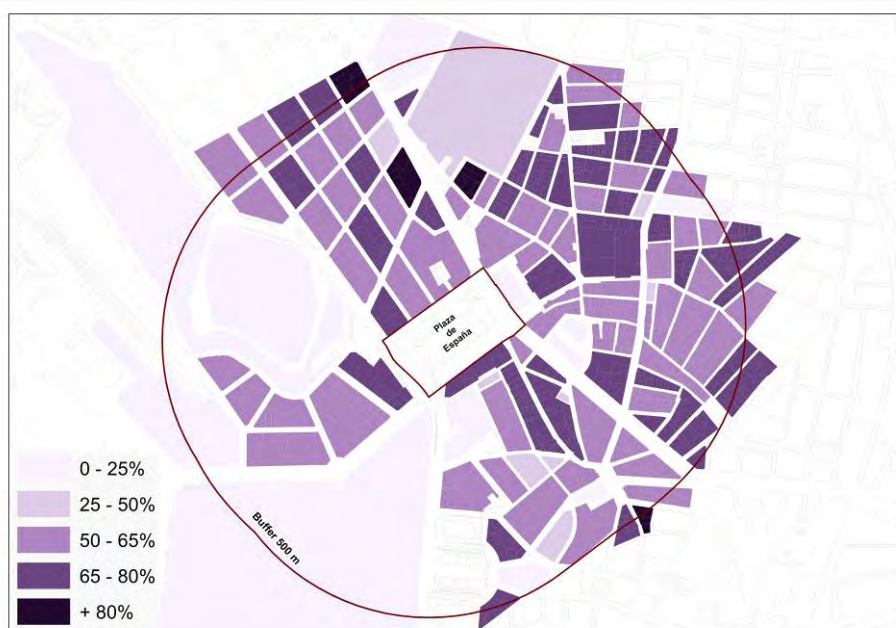 Plaza
de
España
0 - 25%
25 - 50%
50 - 65%
65 - 80%
+ 80%
Buffer 500 m